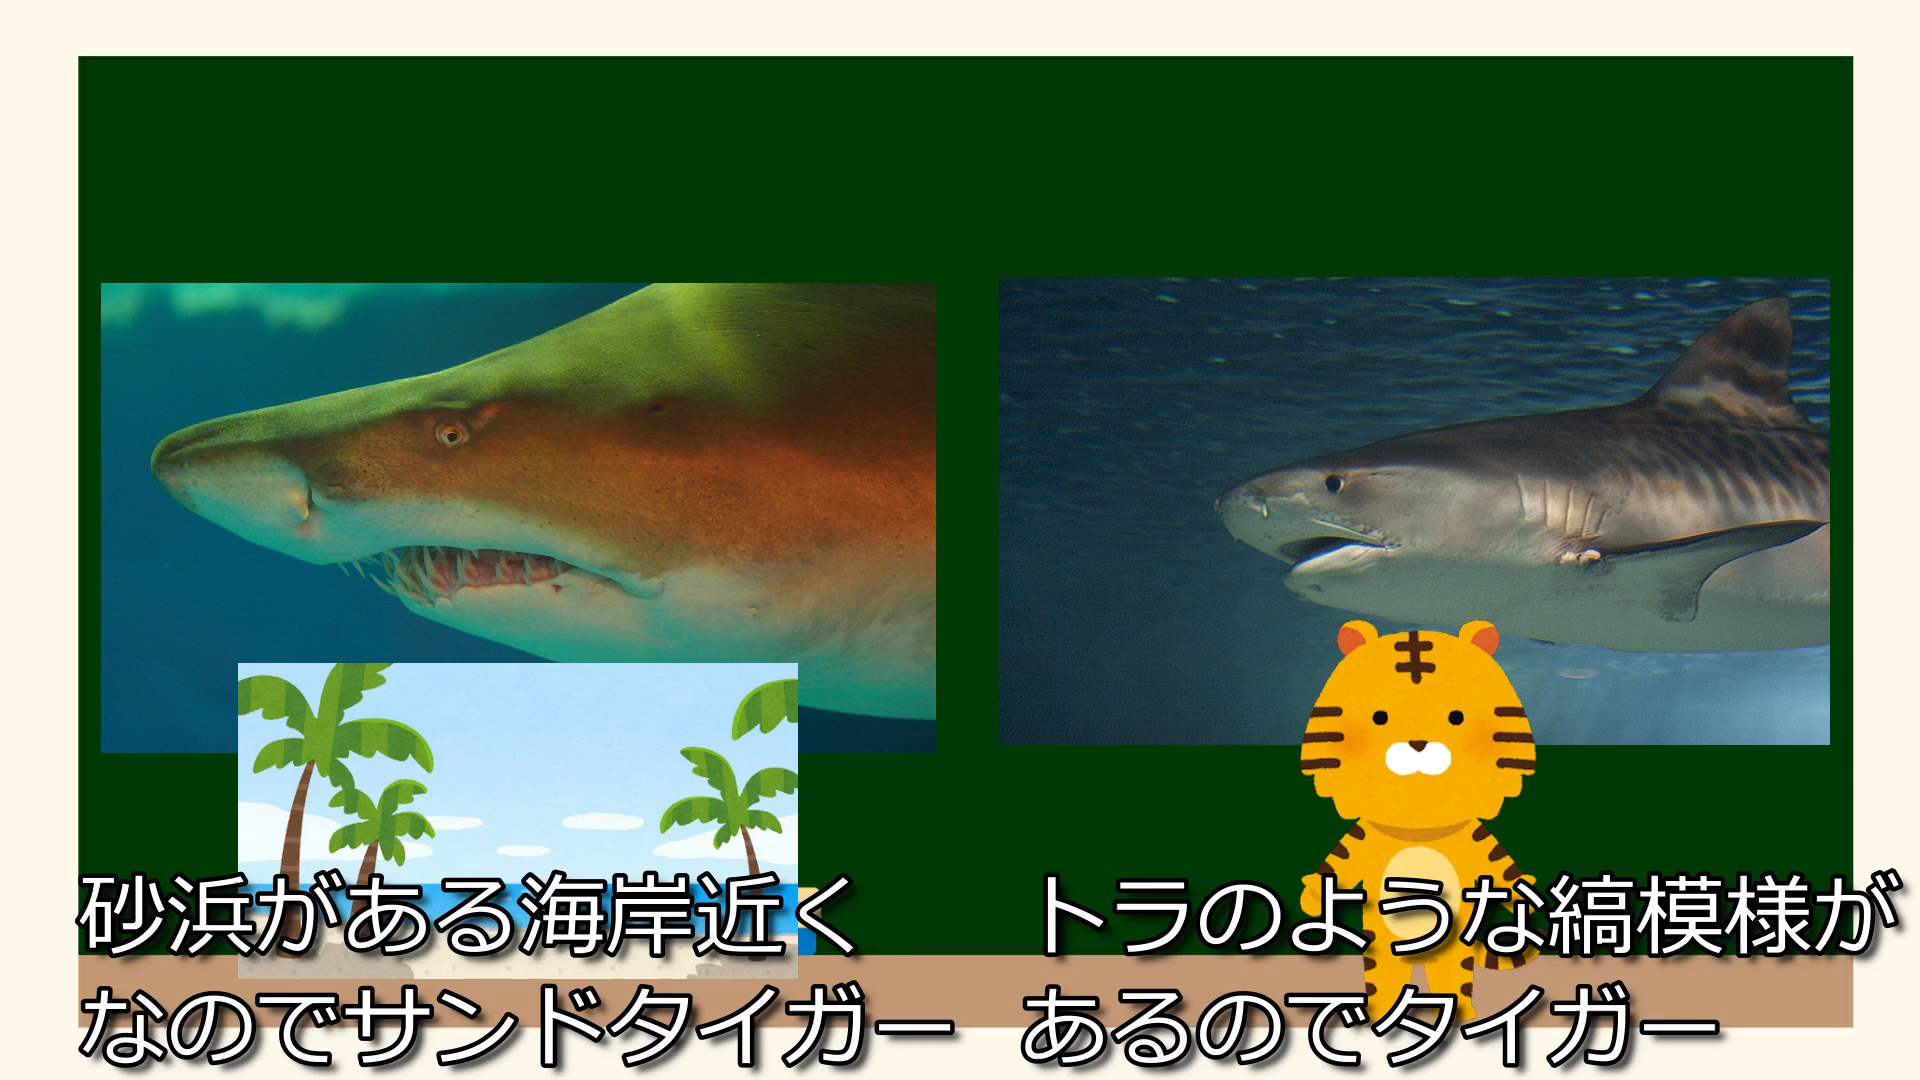 砂浜がある海岸近く
なのでサンドタイガー
トラのような縞模様が
あるのでタイガー